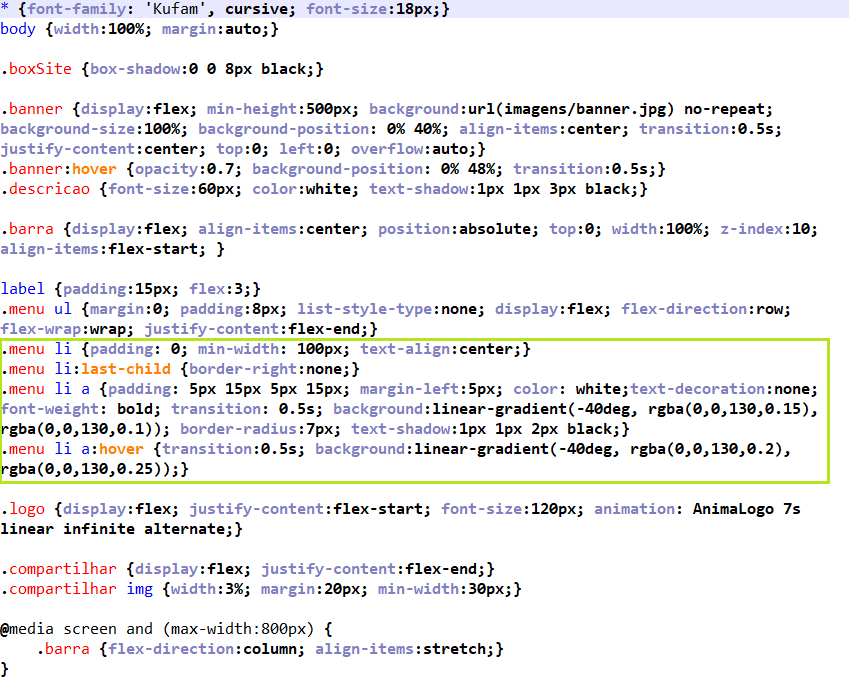 * {font-family: 'Kufam', cursive; font-size:18px;}
body {width:100%; margin:auto;}

.boxSite {box-shadow:0 0 8px black;}

.banner {display:flex; min-height:500px; background:url(imagens/banner.jpg) no-repeat;
background-size:100%; background-position: 0% 40%; align-items:center; transition:0.5s;
justify-content:center; top:0; left:0; overflow:auto;}
.banner:hover {opacity:0.7; background-position: 0% 48%; transition:0.5s;}
.descricao {font-size:60px; color:white; text-shadow:1px 1px 3px black;}

.barra {display:flex; align-items:center; position:absolute; top:0; width:100%; z-index:10;
align-items:flex-start; }

label {padding:15px; flex:3;}
.menu ul {margin:0; padding:8px; list-style-type:none; display:flex; flex-direction:row;
flex-wrap:wrap; justify-content:flex-end;}
.menu li {padding: 0; min-width: 100px; text-align:center;}
.menu li:last-child {border-right:none;}
.menu li a {padding: 5px 15px 5px 15px; margin-left:5px; color: white;text-decoration:none;
font-weight: bold; transition: 0.5s; background:linear-gradient(-40deg, rgba(0,0,130,0.15),
rgba(0,0,130,0.1)); border-radius:7px; text-shadow:1px 1px 2px black;}
.menu li a:hover {transition:0.5s; background:linear-gradient(-40deg, rgba(0,0,130,0.2),
rgba(0,0,130,0.25));}

.logo {display:flex; justify-content:flex-start; font-size:120px; animation: AnimaLogo 7s
linear infinite alternate;}

.compartilhar {display:flex; justify-content:flex-end;}
.compartilhar img {width:3%; margin:20px; min-width:30px;}

@media screen and (max-width:800px) {
    .barra {flex-direction:column; align-items:stretch;}
}